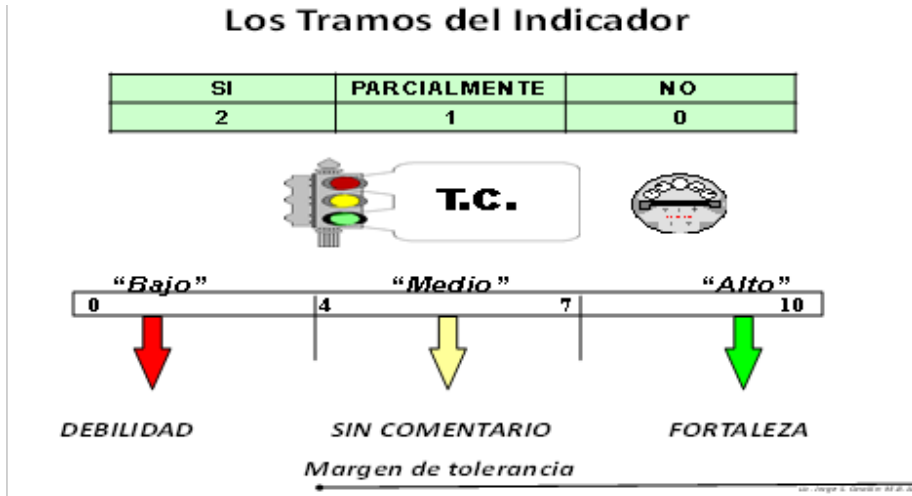 Los Tramos del Indicador
SI PARCIALMENTE NO
2 1 0
T.C.
“Bajo” “Medio” “Alto”
0 4 7 10
DEBILIDAD SIN COMENTARIO FORTALEZA
Margen de tolerancia